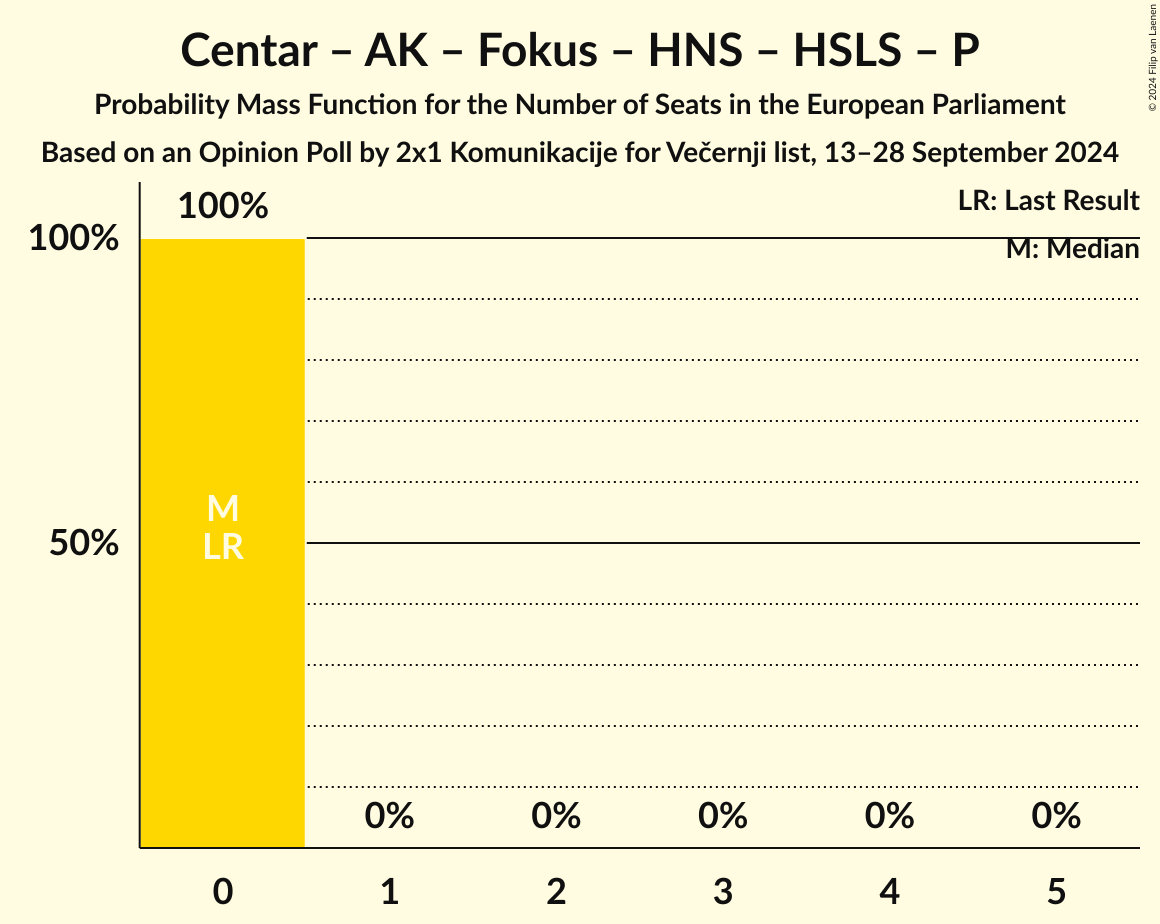 Centar – AK – Fokus – HNS – HSLS – P
Probability Mass Function for the Number of Seats in the European Parliament
Based on an Opinion Poll by 2x1 Komunikacije for Večernji list, 13–28 September 2024
© 2024 Filip van Laenen
LR: Last Result
M: Median
100%
100%
50%
M
LR
0% 0% 0% 0% 0%
0 1 2 3 4 5